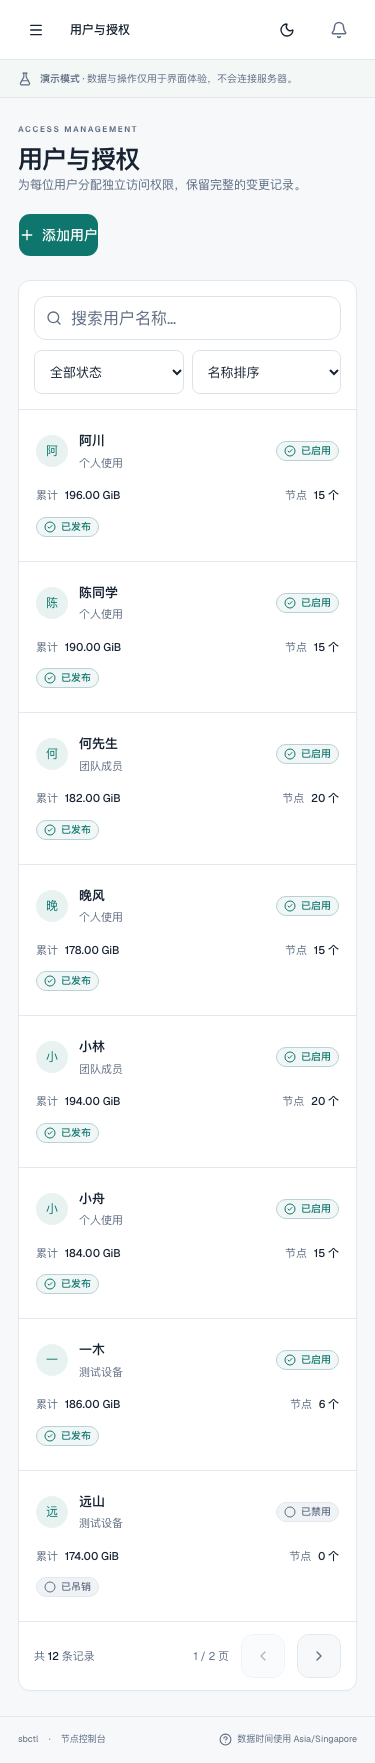 用户与授权
演示模式 · 数据与操作仅用于界面体验，不会连接服务器。
ACCESS MANAGEMENT
用户与授权
为每位用户分配独立访问权限，保留完整的变更记录。
添加用户
搜索用户名称...
全部状态 名称排序
阿 阿川 已启用
个人使用
累计 196.00 GiB 节点 15 个
已发布
陈 陈同学 已启用
个人使用
累计 190.00 GiB 节点 15 个
已发布
何 何先生 已启用
团队成员
累计 182.00 GiB 节点 20 个
已发布
晚 晚风 已启用
个人使用
累计 178.00 GiB 节点 15 个
已发布
小 小林 已启用
团队成员
累计 194.00 GiB 节点 20 个
已发布
小 小舟 已启用
个人使用
累计 184.00 GiB 节点 15 个
已发布
一 一木 已启用
测试设备
累计 186.00 GiB 节点 6 个
已发布
远 远山 已禁用
测试设备
累计 174.00 GiB 节点 0 个
已吊销
共 12 条记录 1 / 2 页
sbctl · 节点控制台 数据时间使用 Asia/Singapore